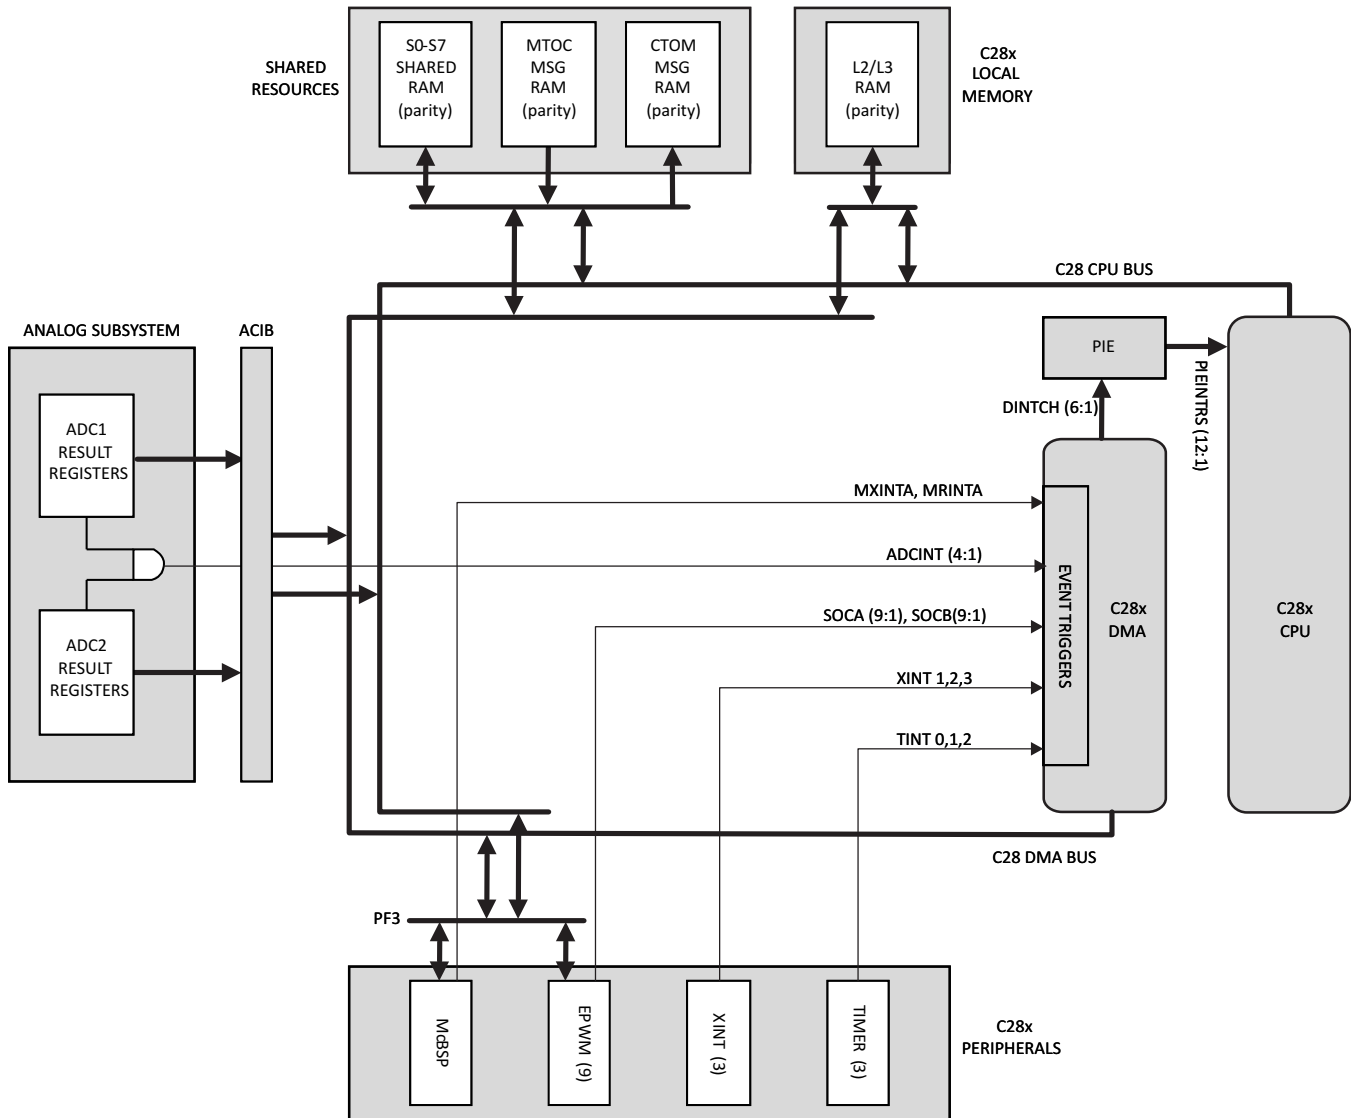 SHARED
RESOURCES
S0-S7
SHARED
RAM
(parity)
MTOC
MSG
RAM
(parity)
CTOM
MSG
RAM
(parity)
L2/L3
RAM
(parity)
C28x
LOCAL
MEMORY
C28 CPU BUS
ANALOG SUBSYSTEM
ACIB
ADC1
RESULT
REGISTERS
ADC2
RESULT
REGISTERS
PIE
PIEINTRS (12:1)
DINTCH (6:1)
MXINTA, MRINTA
ADCINT (4:1)
SOCA (9:1), SOCB(9:1)
XINT 1,2,3
TINT 0,1,2
EVENT TRIGGERS
C28x
DMA
C28x
CPU
C28 DMA BUS
PF3
McBSP
EPWM (9)
XINT (3)
TIMER (3)
C28x
PERIPHERALS